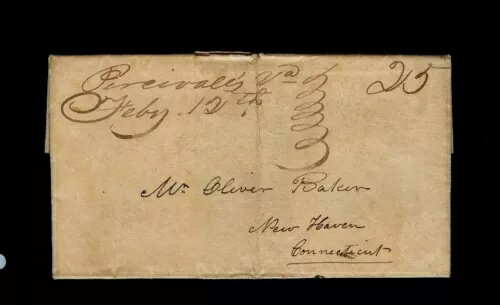 Percivall's Va 25
Feby. 12th
Mr Oliver Baker
New Haven
Connecticut